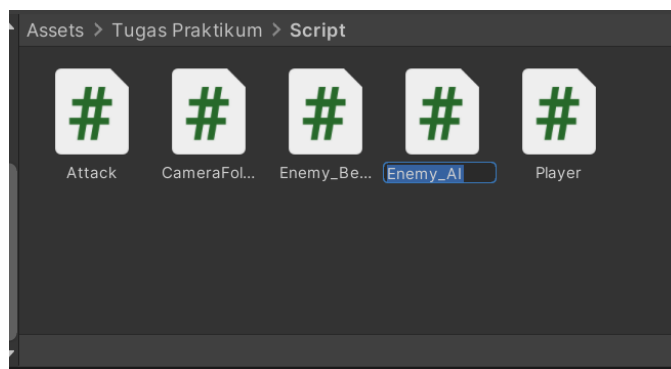 Assets > Tugas Praktikum > Script
# # # # #
Attack CameraFol... Enemy_Be... Enemy_AI Player